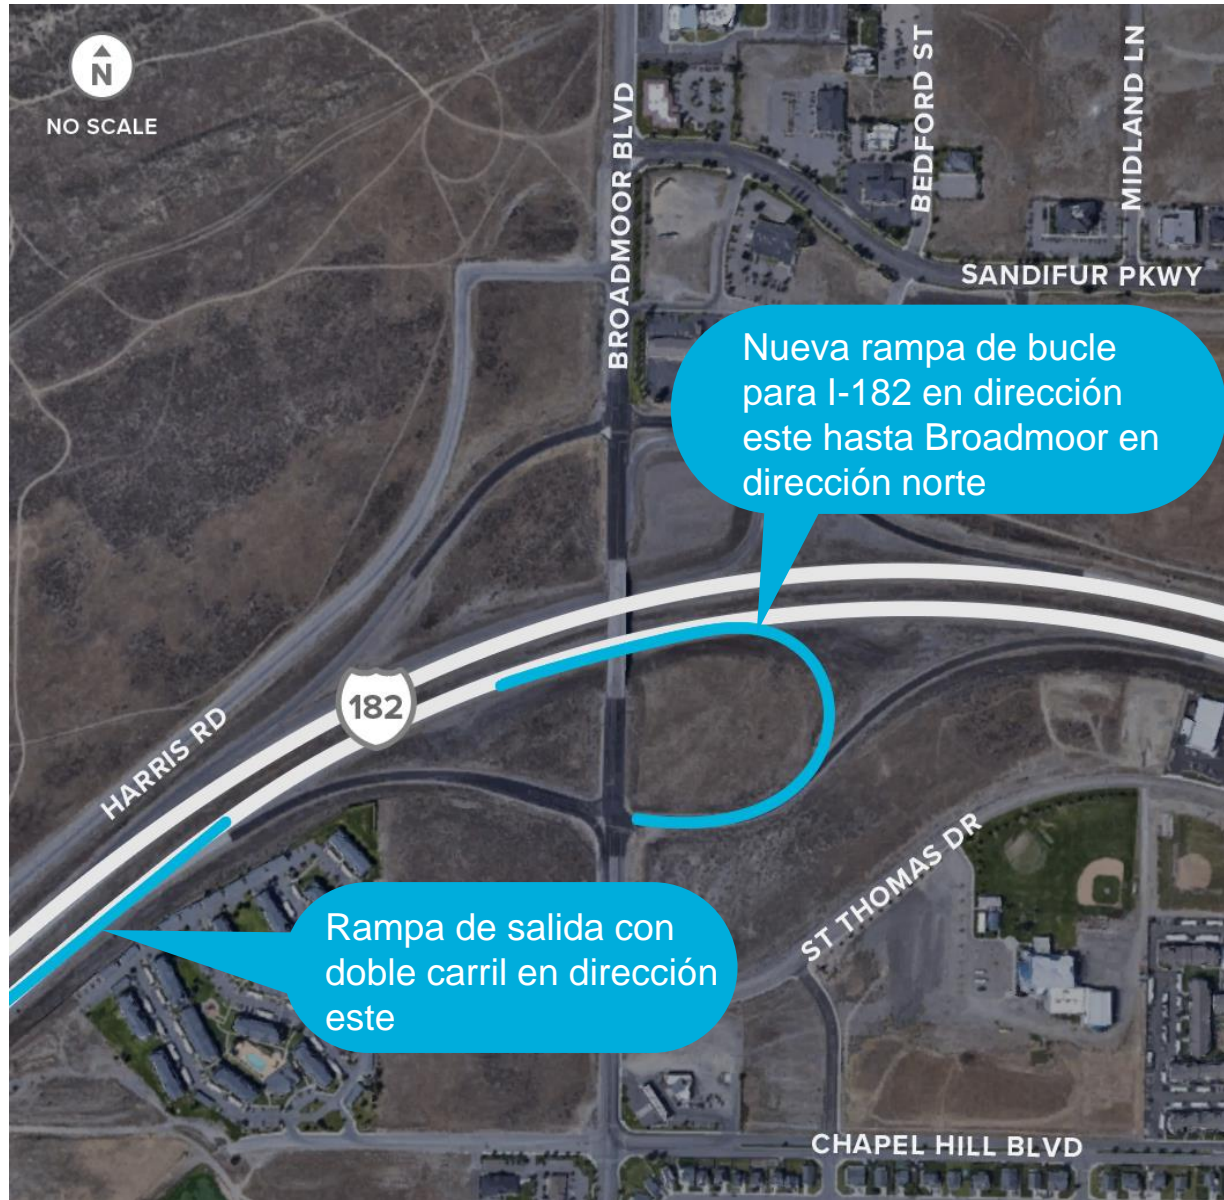 N
NO SCALE
BROADMOOR BLVD
BEDFORD ST
MIDLAND LN
SANDIFUR PKWY
Nueva rampa de bucle
para I-182 en dirección
este hasta Broadmoor en
dirección norte
182
HARRIS RD
ST THOMAS DR
Rampa de salida con
doble carril en dirección
este
CHAPEL HILL BLVD